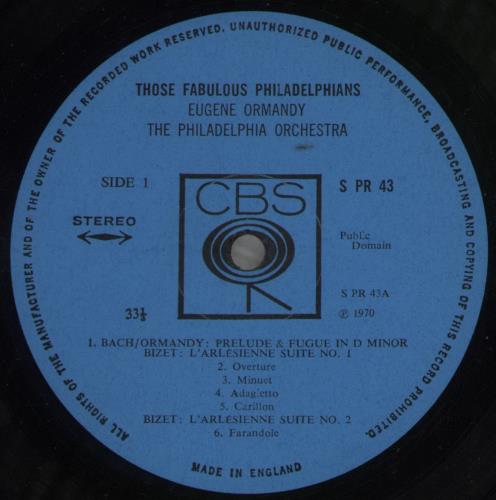 ALL RIGHTS OF THE MANUFACTURER AND OF THE OWNER OF THE RECORDED WORK RESERVED. UNAUTHORIZED PUBLIC PERFORMANCE, BROADCASTING AND COPYING OF THIS RECORD PROHIBITED.
THOSE FABULOUS PHILADELPHIANS
EUGENE ORMANDY
THE PHILADELPHIA ORCHESTRA
SIDE 1
CBS
S PR 43
STEREO
Public
Domain
33⅓
S PR 43A
℗ 1970
1. BACH/ORMANDY: PRELUDE & FUGUE IN D MINOR
BIZET: L'ARLÉSIENNE SUITE NO. 1
2. Overture
3. Minuet
4. Adagietto
5. Carillon
BIZET: L'ARLÉSIENNE SUITE NO. 2
6. Farandole
MADE IN ENGLAND